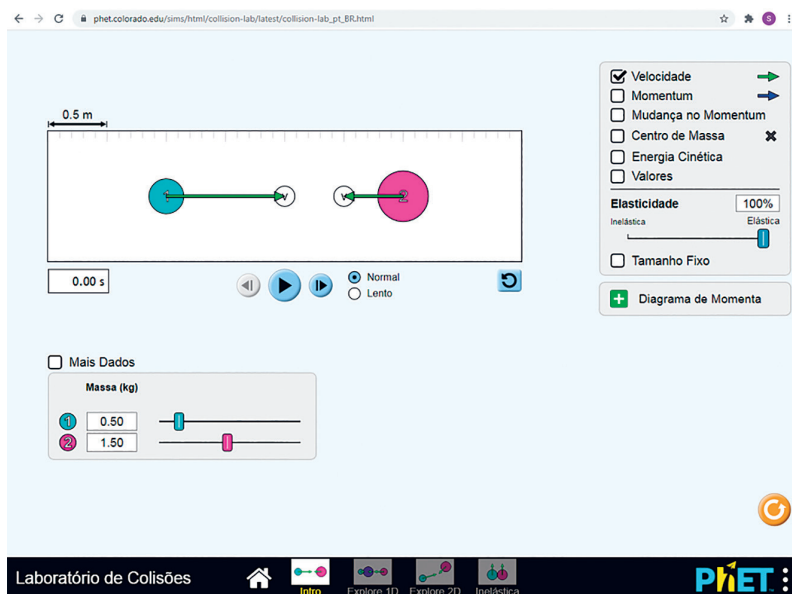 phet.colorado.edu/sims/html/collision-lab/latest/collision-lab_pt_BR.html
S
0.5 m
1
v
v
2
0.00 s
Normal
Lento
Velocidade
Momentum
Mudança no Momentum
Centro de Massa
Energia Cinética
Valores
Elasticidade 100%
Inelástica Elástica
Tamanho Fixo
Diagrama de Momenta
Mais Dados
Massa (kg)
1 0.50
2 1.50
Laboratório de Colisões
Intro Explore 1D Explore 2D Inelástica
PhET